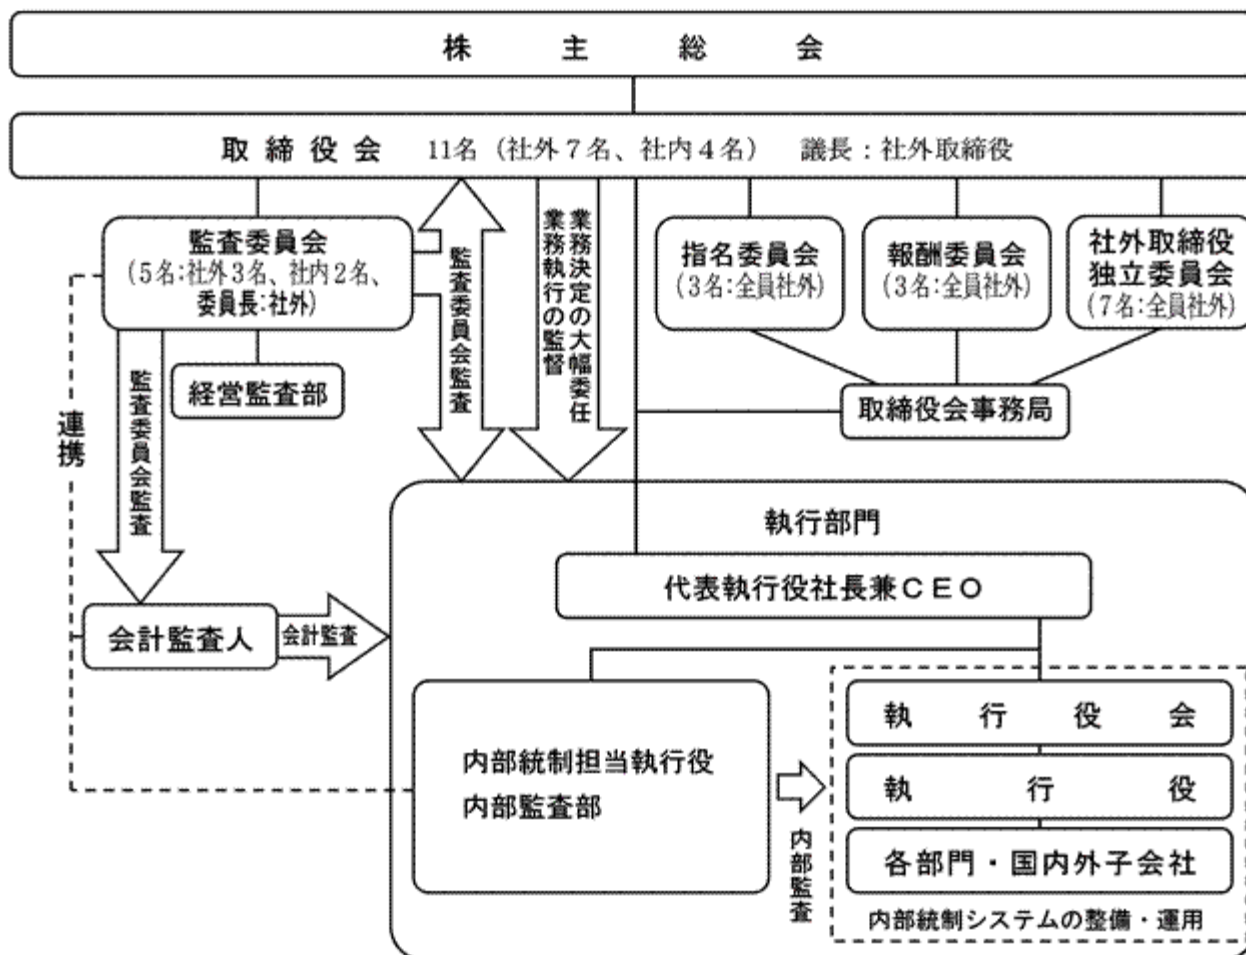 株主総会
取締役会 11名（社外7名、社内4名） 議長：社外取締役
監査委員会
（5名：社外3名、社内2名、
委員長：社外）
経営監査部
監査委員会監査
連携
監査委員会監査
業務決定の大幅委任
業務執行の監督
指名委員会
（3名：全員社外）
報酬委員会
（3名：全員社外）
社外取締役
独立委員会
（7名：全員社外）
取締役会事務局
会計監査人
会計監査
執行部門
代表執行役社長兼CEO
内部統制担当執行役
内部監査部
内部監査
執行役会
執行役
各部門・国内外子会社
内部統制システムの整備・運用